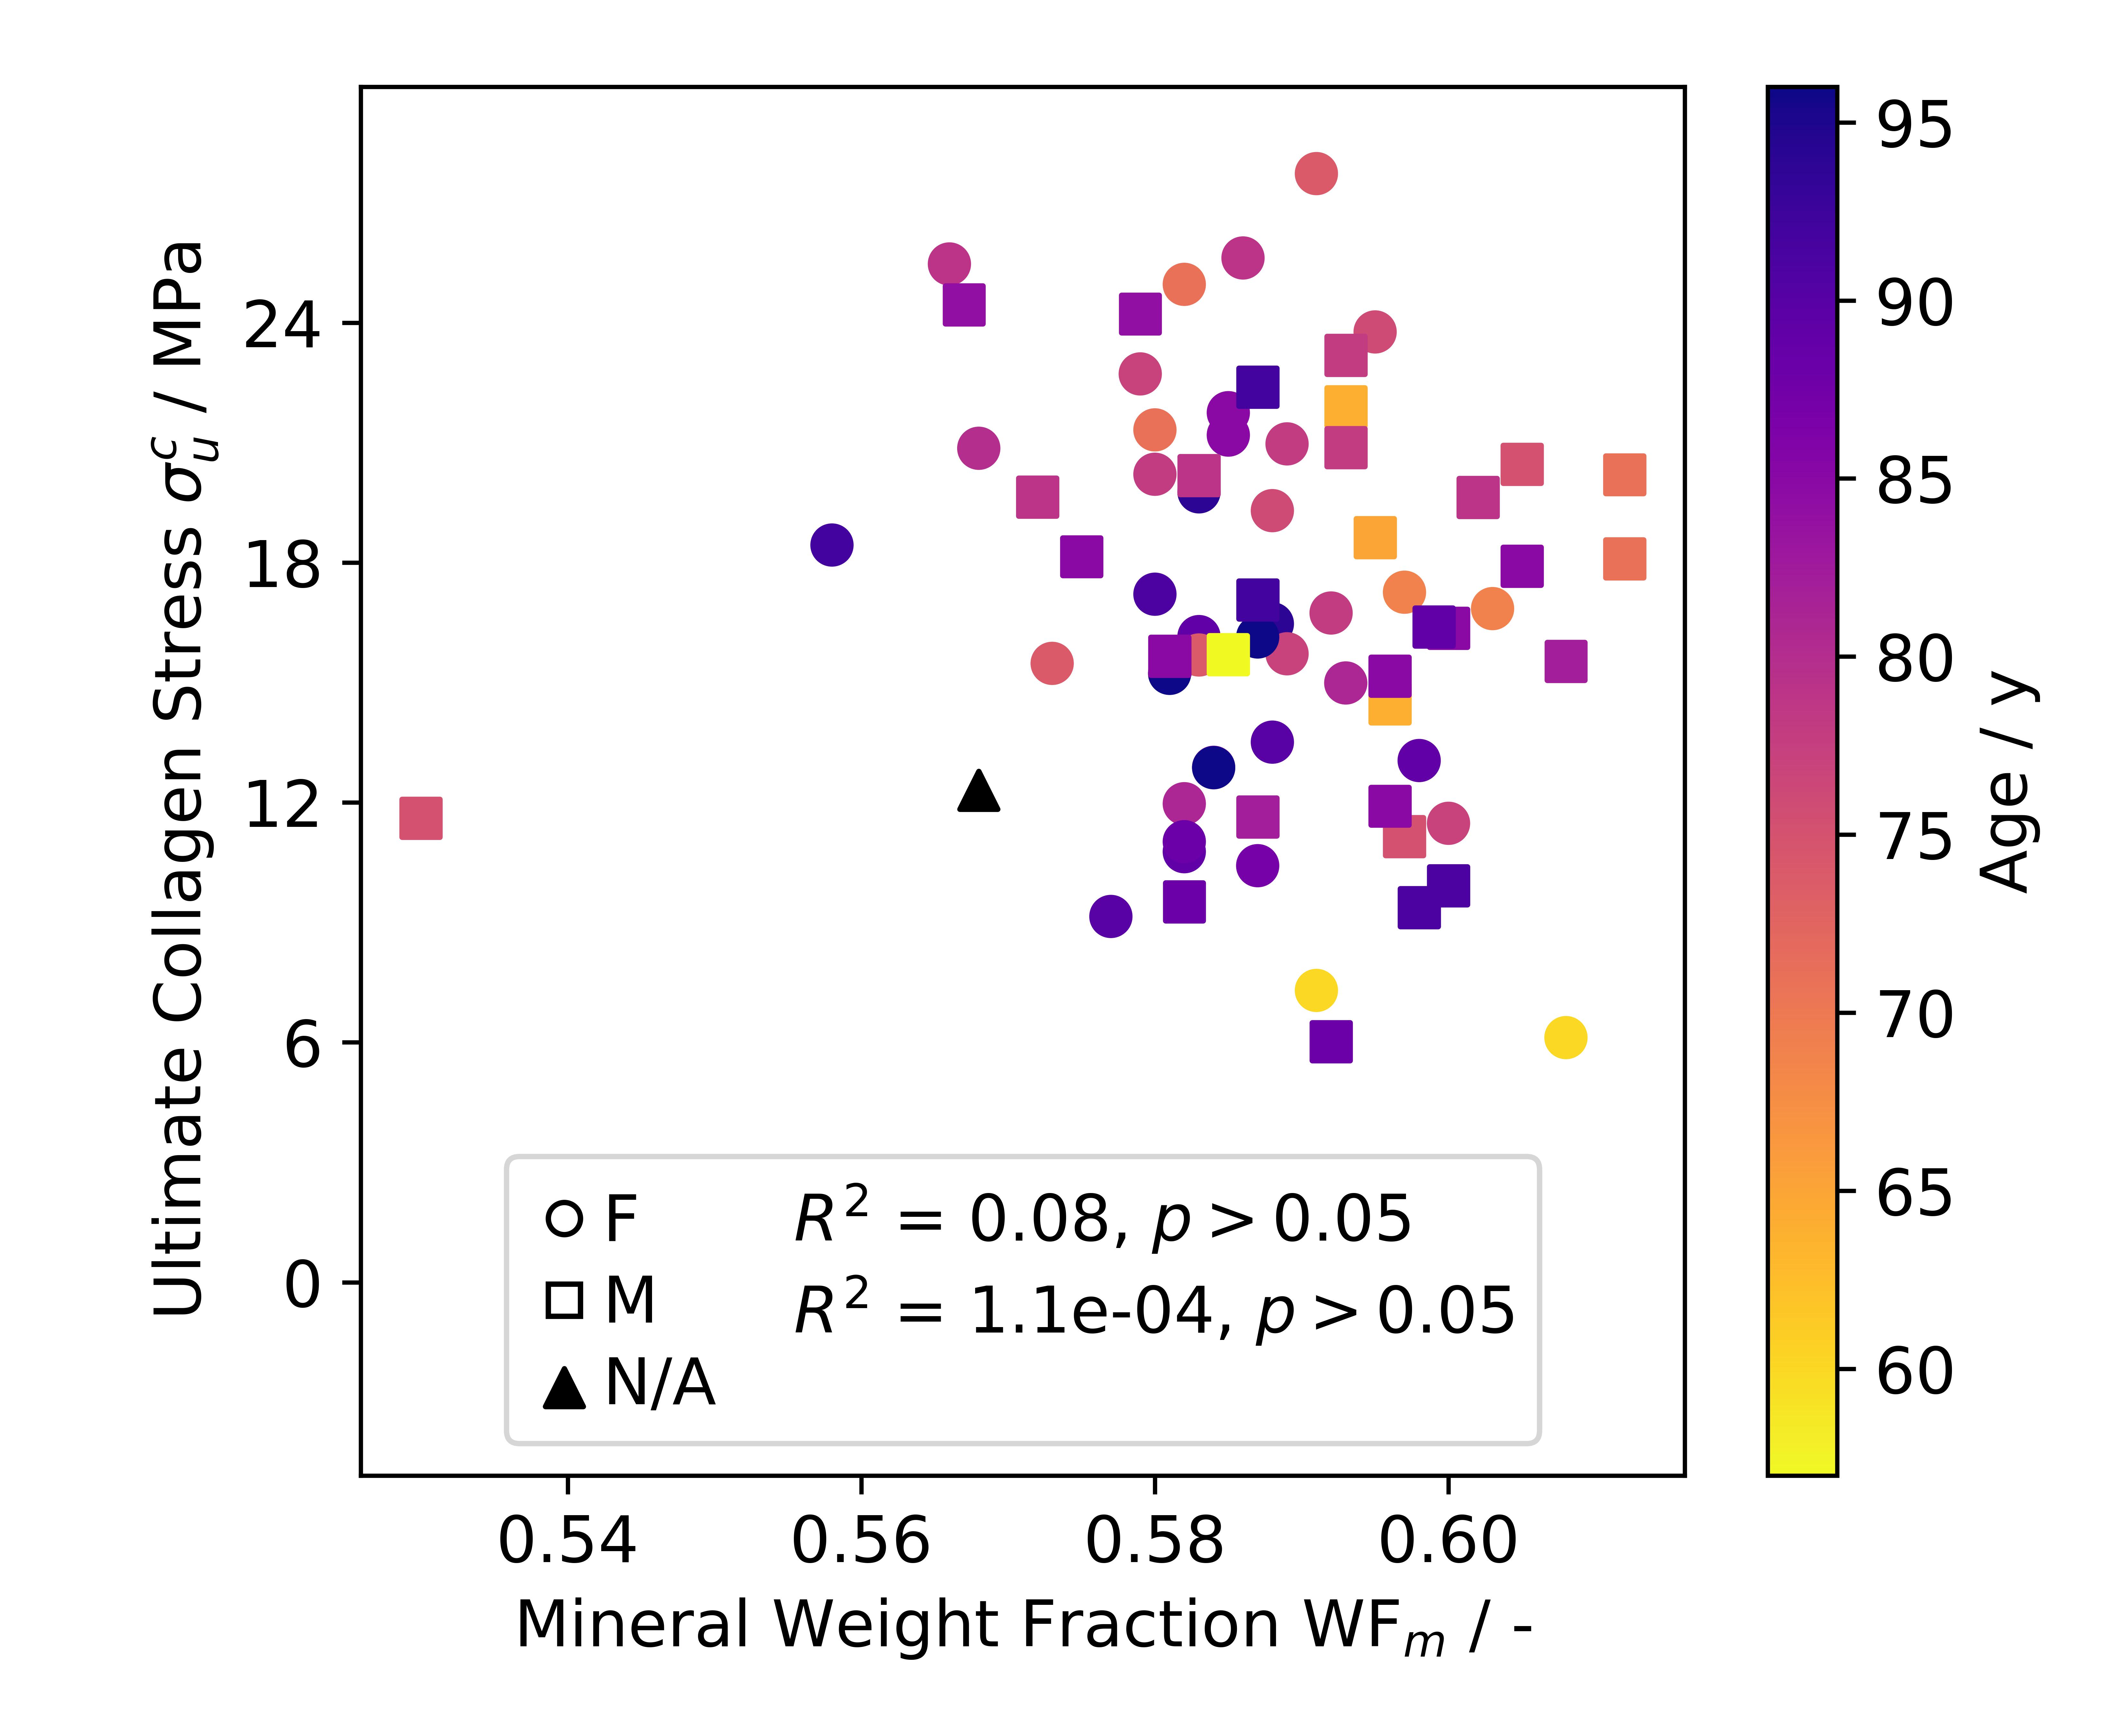 Ultimate Collagen Stress σᵤᶜ / MPa
24
18
12
6
0
F R² = 0.08, p > 0.05
M R² = 1.1e-04, p > 0.05
N/A
0.54 0.56 0.58 0.60
Mineral Weight Fraction WFₘ / -
95
90
85
80
75
70
65
60
Age / y